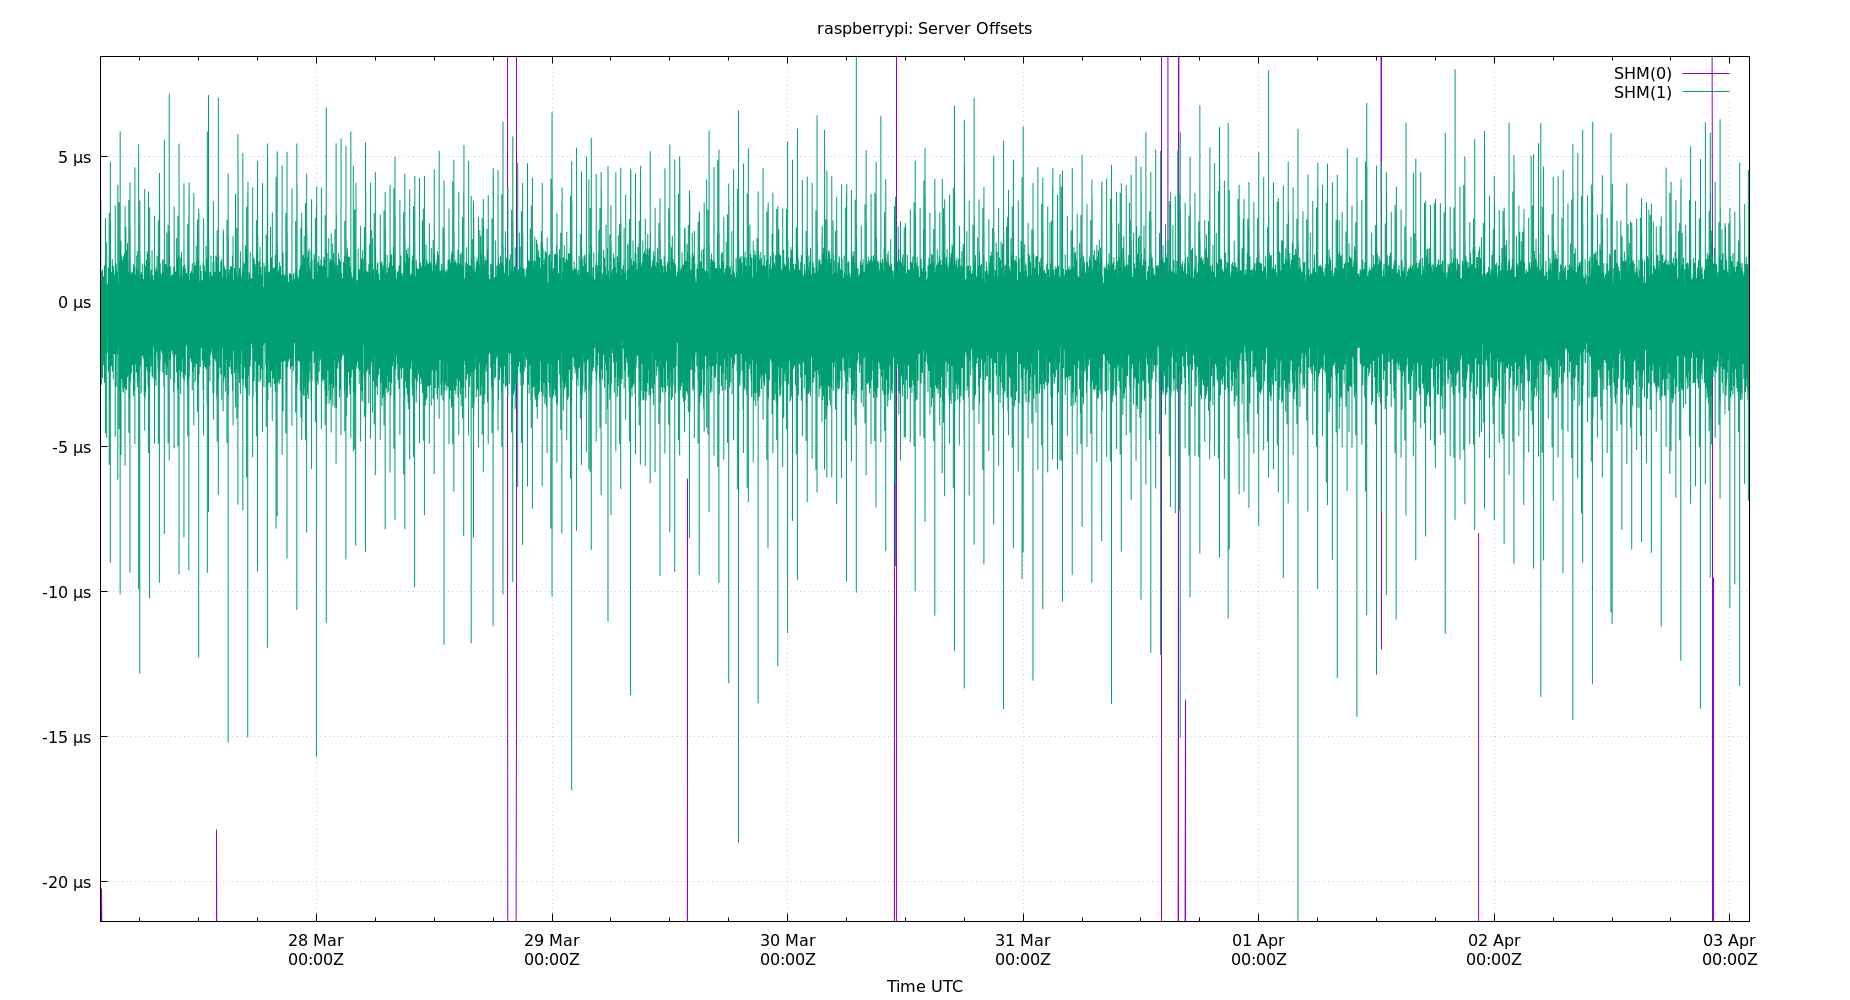 raspberrypi: Server Offsets
SHM(0)
SHM(1)
5 µs
0 µs
-5 µs
-10 µs
-15 µs
-20 µs
28 Mar 29 Mar 30 Mar 31 Mar 01 Apr 02 Apr 03 Apr
00:00Z 00:00Z 00:00Z 00:00Z 00:00Z 00:00Z 00:00Z
Time UTC